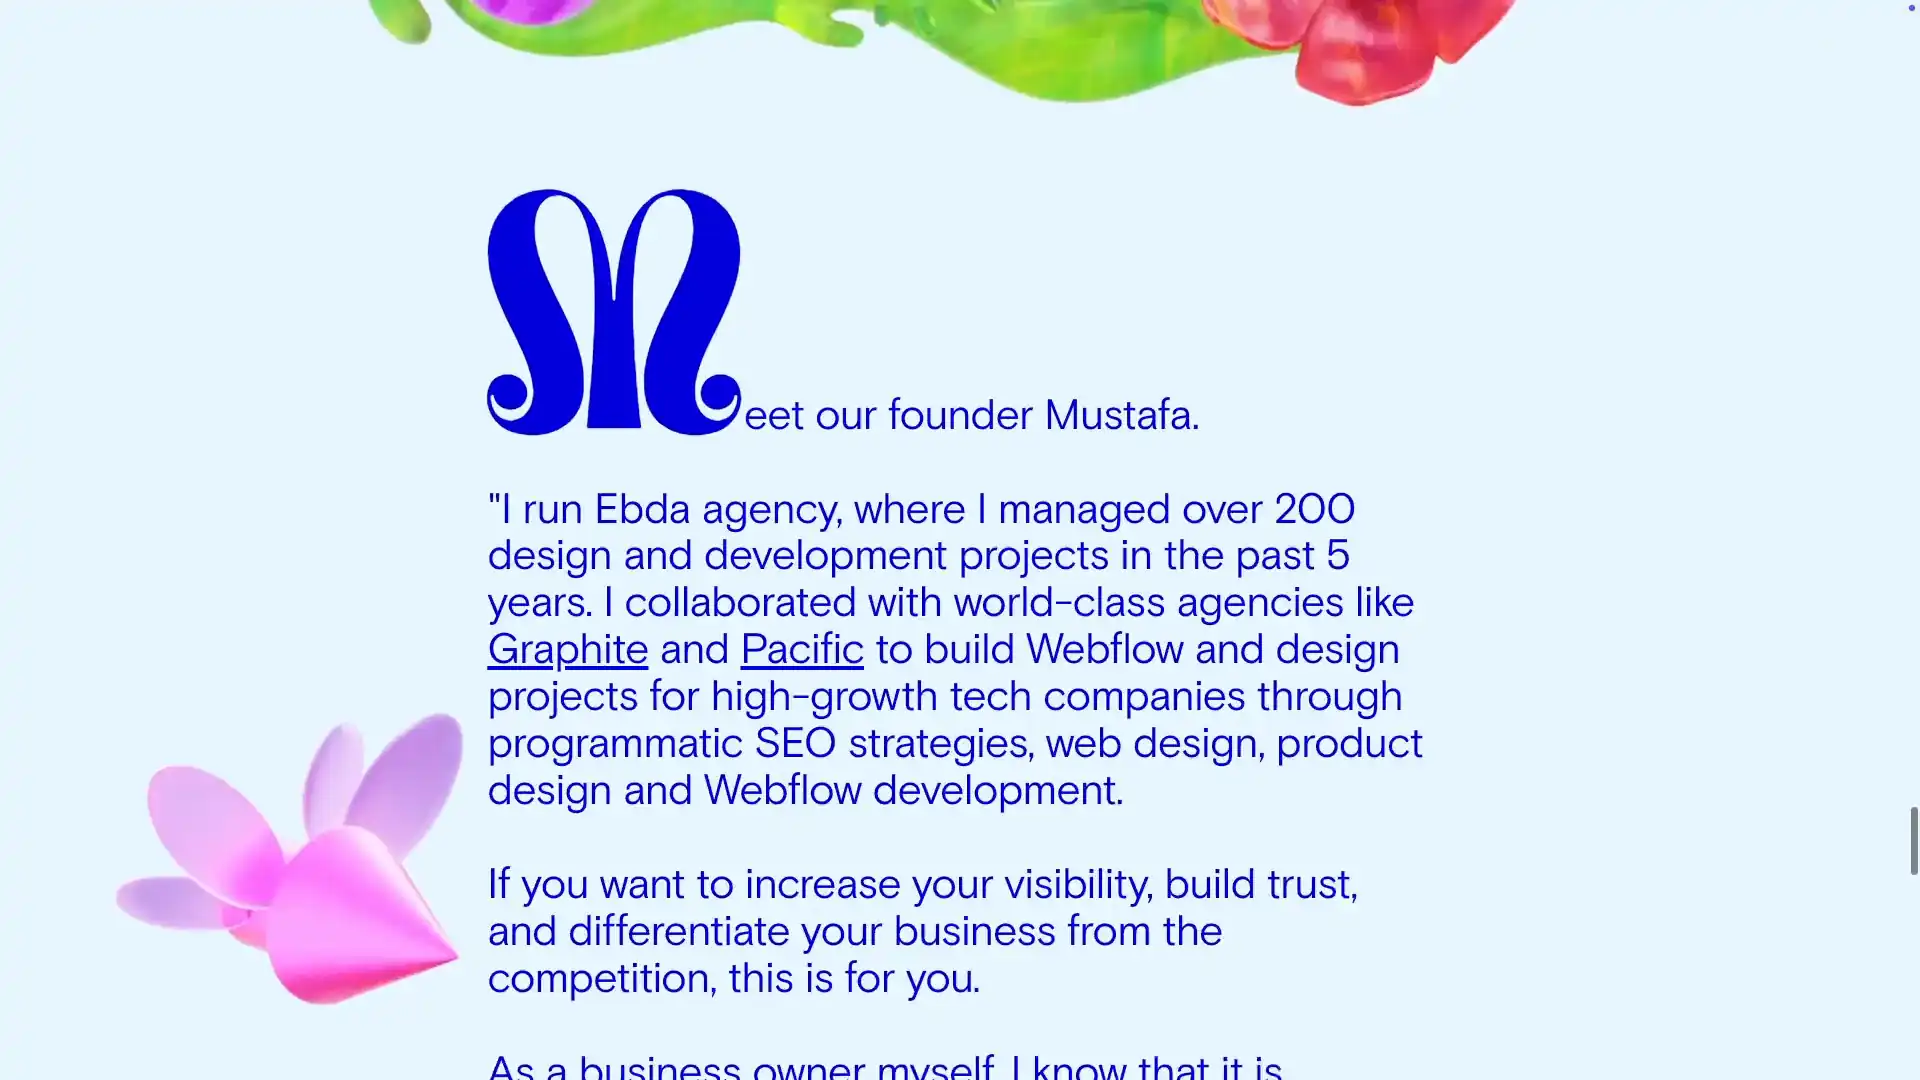 Meet our founder Mustafa.
"I run Ebda agency, where I managed over 200
design and development projects in the past 5
years. I collaborated with world-class agencies like
Graphite and Pacific to build Webflow and design
projects for high-growth tech companies through
programmatic SEO strategies, web design, product
design and Webflow development.
If you want to increase your visibility, build trust,
and differentiate your business from the
competition, this is for you.
As a business owner myself, I know that it is